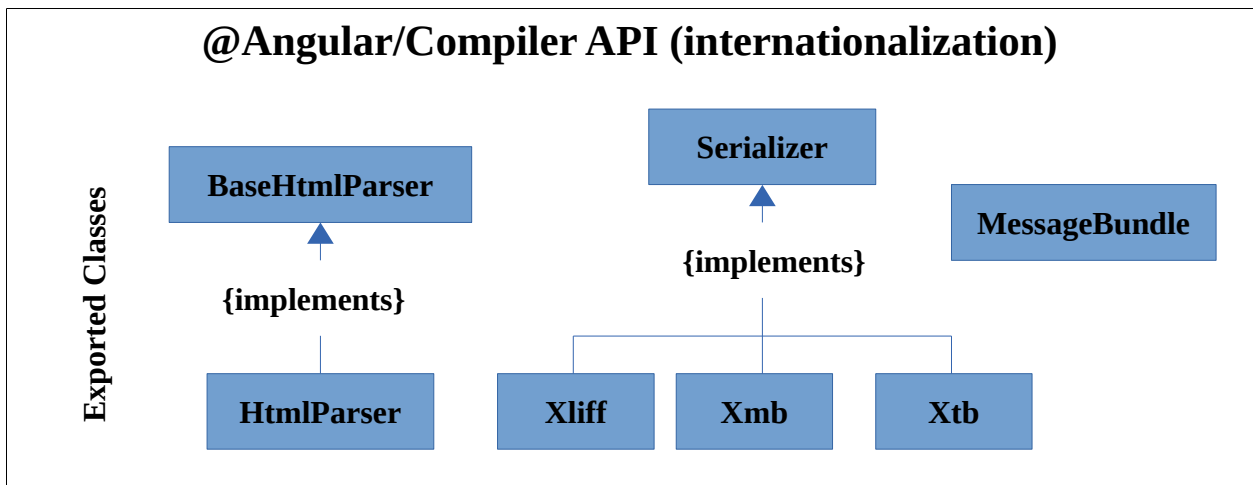 @Angular/Compiler API (internationalization)
Exported Classes
BaseHtmlParser
Serializer
MessageBundle
{implements}
{implements}
HtmlParser
Xliff
Xmb
Xtb